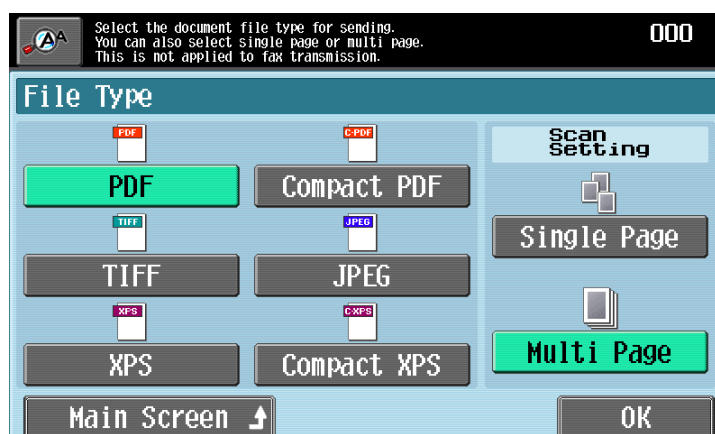 Select the document file type for sending.
You can also select single page or multi page.
This is not applied to fax transmission.
000
File Type
PDF
C-PDF
PDF
Compact PDF
TIFF
JPEG
TIFF
JPEG
XPS
C-XPS
XPS
Compact XPS
Scan
Setting
Single Page
Multi Page
Main Screen
OK